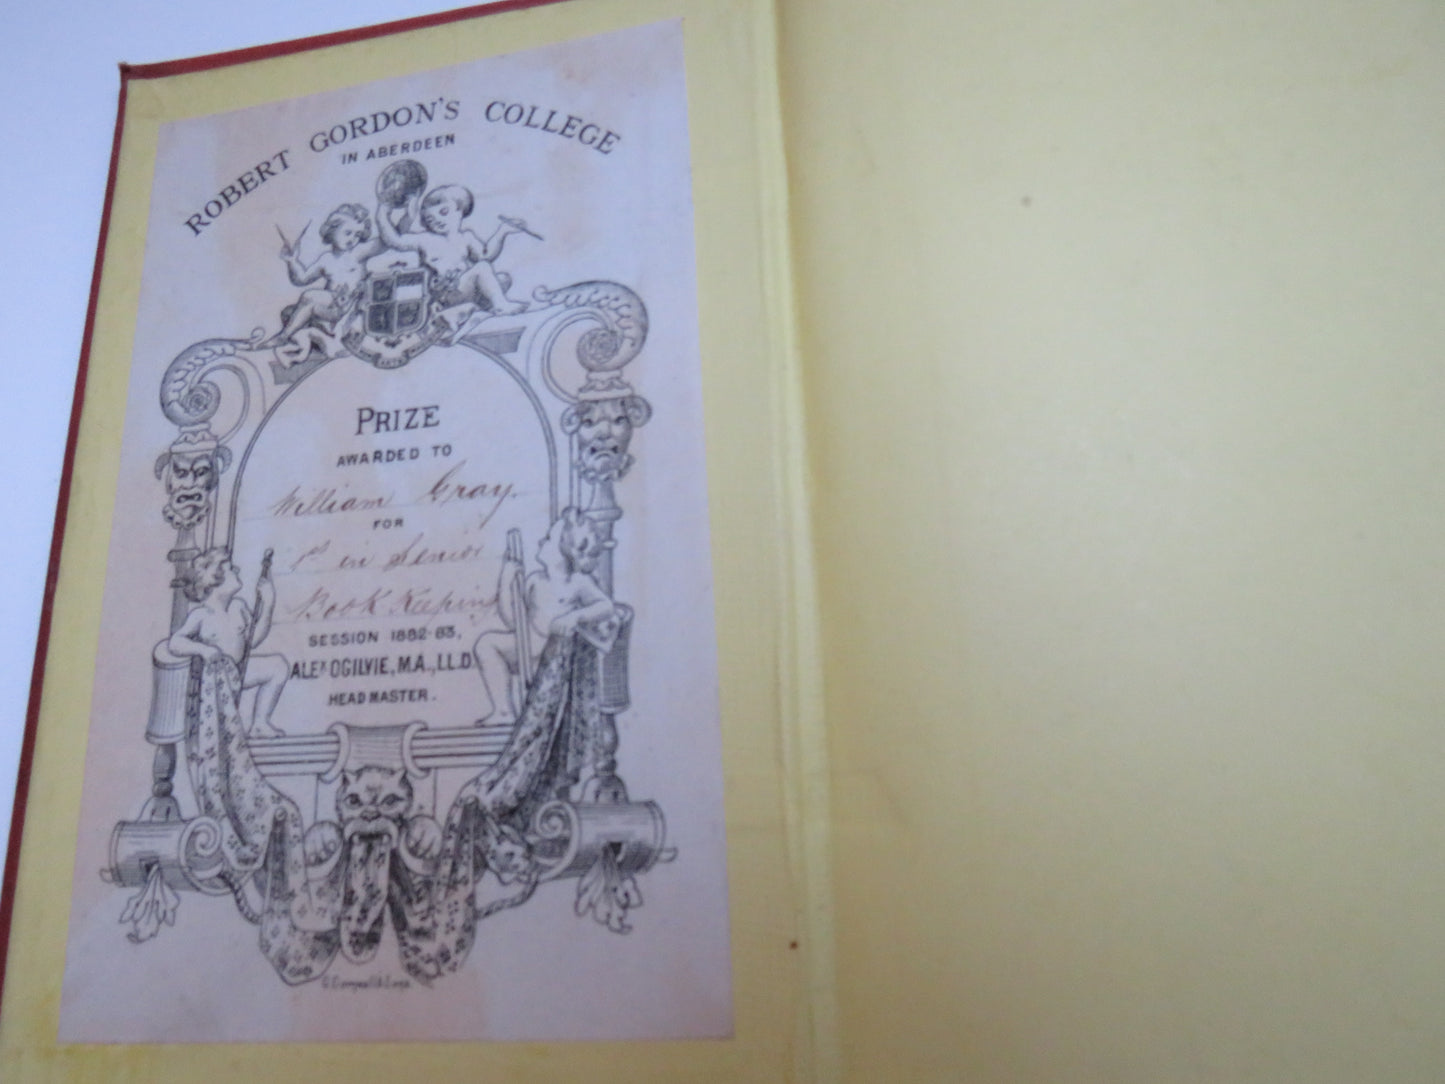 ROBERT GORDON'S COLLEGE
IN ABERDEEN
PRIZE
AWARDED TO
William Gray.
FOR
1st in Senior
Book Keeping
SESSION 1882-83,
ALEXR OGILVIE, M.A., LL.D.
HEAD MASTER.